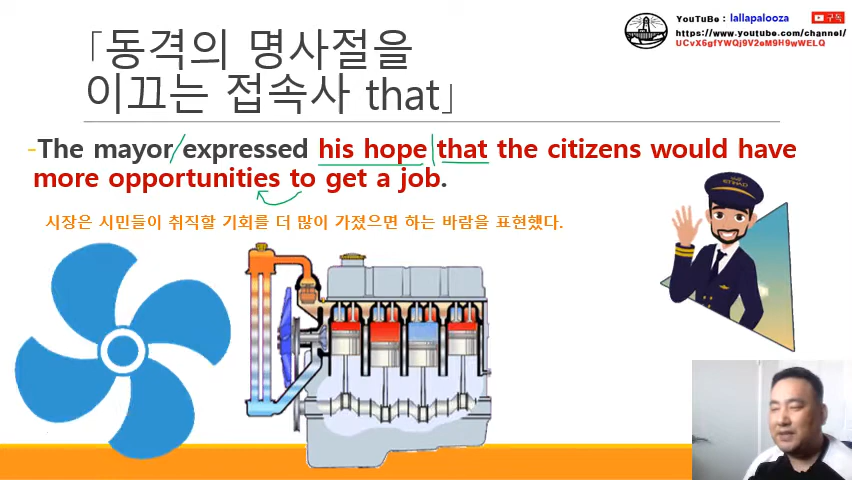 「동격의 명사절을
이끄는 접속사 that」
YouTuBe : lallapalooza
구독
https://www.youtube.com/channel/
UCvX6gfYWQj9V2eM9H9wWELQ
-The mayor expressed his hope that the citizens would have
more opportunities to get a job.
시장은 시민들이 취직할 기회를 더 많이 가졌으면 하는 바람을 표현했다.
ETIHAD